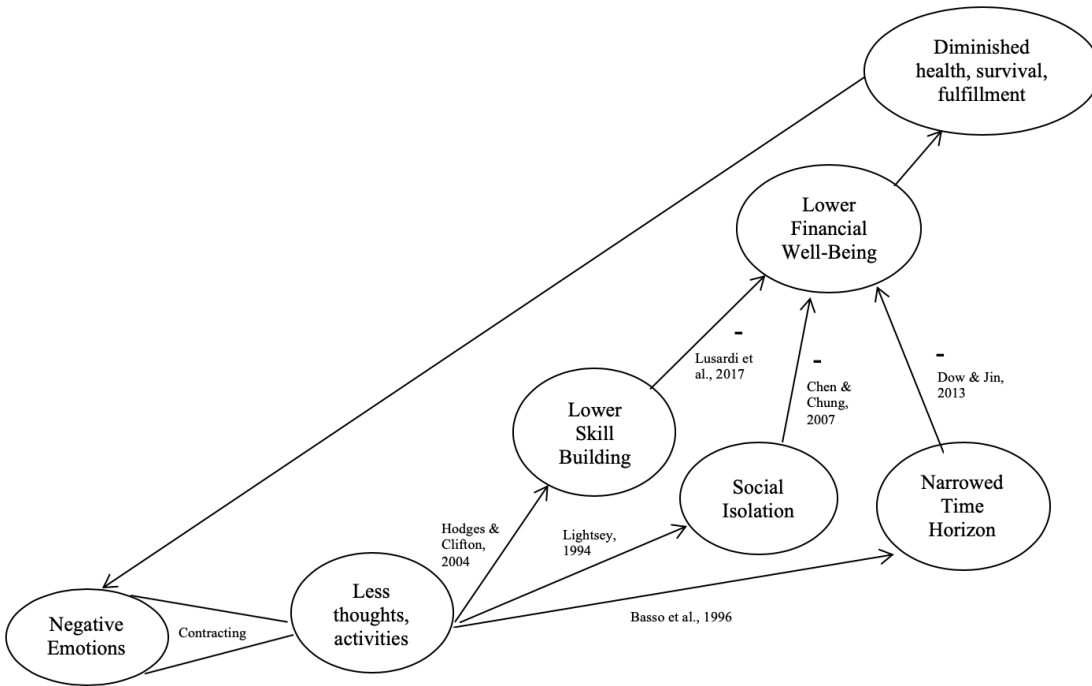 Diminished
health, survival,
fulfillment
Lower
Financial
Well-Being
-
Lusardi et
al., 2017
-
Chen &
Chung,
2007
-
Dow & Jin,
2013
Lower
Skill
Building
Social
Isolation
Narrowed
Time
Horizon
Hodges &
Clifton,
2004
Lightsey,
1994
Basso et al., 1996
Less
thoughts,
activities
Negative
Emotions
Contracting